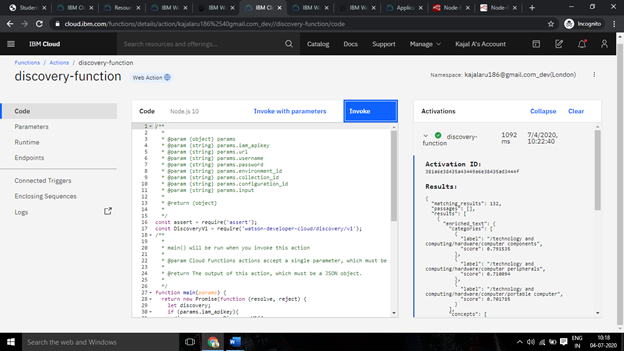 Student
IBM Cl
Resour
IBM W
IBM W
IBM Cl
IBM W
IBM W
Applica
Node-R
Node-R
cloud.ibm.com/functions/details/action/kajalaru186%2540gmail.com_dev//discovery-function/code
Incognito
IBM Cloud
Search resources and offerings...
Catalog
Docs
Support
Manage
Kajal A's Account
Functions / Actions / discovery-function
discovery-function
Web Action
Namespace: kajalaru186@gmail.com_dev(London)
Code
Parameters
Runtime
Endpoints
Connected Triggers
Enclosing Sequences
Logs
Code
Node.js 10
Invoke with parameters
Invoke
1 /**
2 *
3 * @param {object} params
4 * @param {string} params.iam_apikey
5 * @param {string} params.url
6 * @param {string} params.username
7 * @param {string} params.password
8 * @param {string} params.environment_id
9 * @param {string} params.collection_id
10 * @param {string} params.configuration_id
11 * @param {string} params.input
12 *
13 * @return {object}
14 *
15 */
16 const assert = require('assert');
17 const DiscoveryV1 = require('watson-developer-cloud/discovery/v1');
18 /**
19 *
20 * main() will be run when you invoke this action
21 *
22 * @param Cloud Functions actions accept a single parameter, which must be
23 *
24 * @return The output of this action, which must be a JSON object.
25 *
26 */
27 function main(params) {
28 return new Promise(function (resolve, reject) {
29 let discovery;
30 if (params.iam_apikey){
Activations
Collapse
Clear
discovery-function
1092 ms
7/4/2020, 10:22:40
Activation ID:
Results:
{
"matching_results": 132,
"passages": [],
"results": [
{
"enriched_text": {
"categories": [
{
"label": "/technology and computing/hardware/computer components",
"score": 0.791535
},
{
"label": "/technology and computing/hardware/computer peripherals",
"score": 0.710094
},
{
"label": "/technology and computing/hardware/computer/portable computer",
"score": 0.701785
}
],
"concepts": [
Search the web and Windows
ENG
IN
10:18
04-07-2020